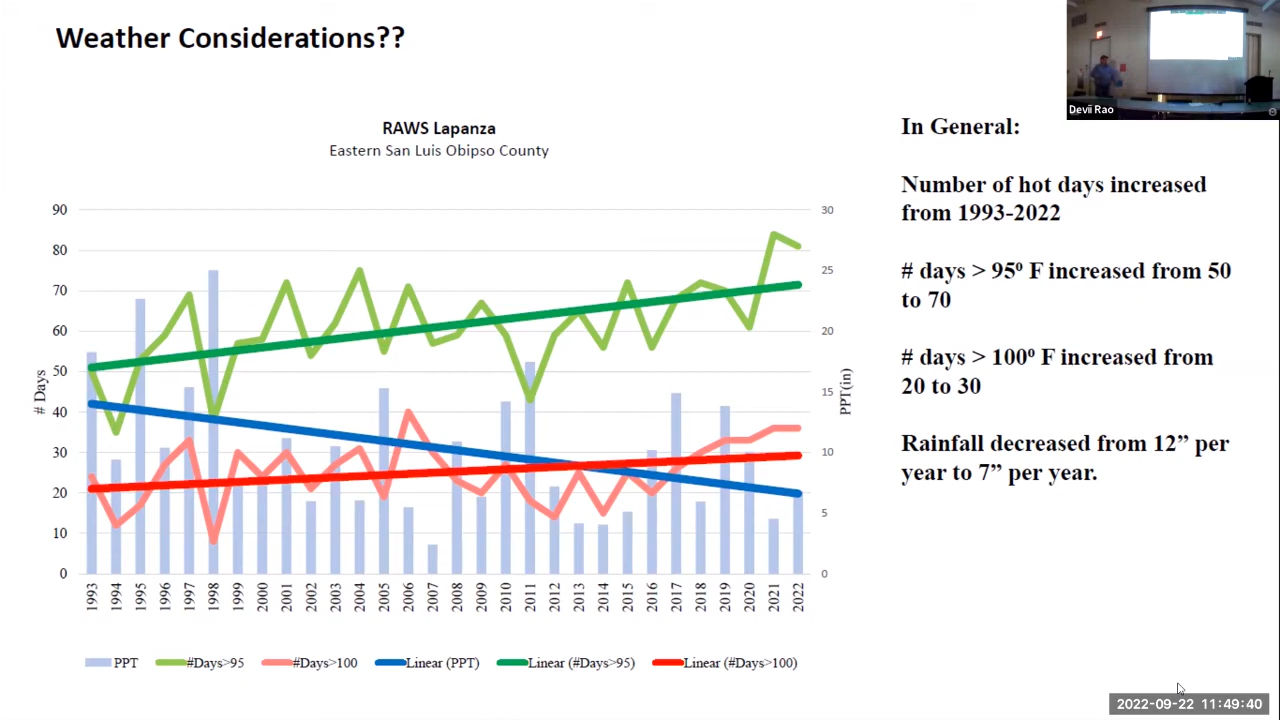 Weather Considerations??
Devii Rao
RAWS Lapanza
Eastern San Luis Obipso County
90
80
70
60
50
40
30
20
10
0
# Days
30
25
20
15
10
5
0
PPT(in)
1993 1994 1995 1996 1997 1998 1999 2000 2001 2002 2003 2004 2005 2006 2007 2008 2009 2010 2011 2012 2013 2014 2015 2016 2017 2018 2019 2020 2021 2022
PPT #Days>95 #Days>100 Linear (PPT) Linear (#Days>95) Linear (#Days>100)
In General:
Number of hot days increased
from 1993-2022
# days > 95⁰ F increased from 50
to 70
# days > 100⁰ F increased from
20 to 30
Rainfall decreased from 12” per
year to 7” per year.
2022-09-22 11:49:40